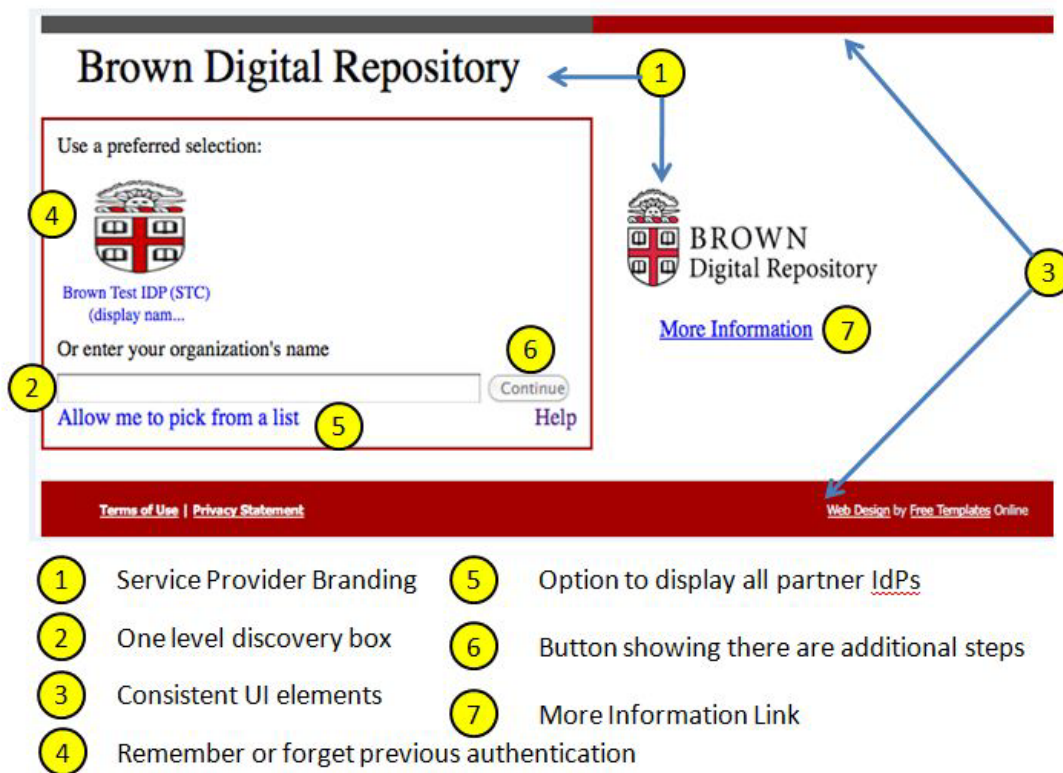 Brown Digital Repository
1
Use a preferred selection:
4
Brown Test IDP (STC)
(display nam...
BROWN
Digital Repository
3
More Information
7
Or enter your organization's name
6
2
Continue
Allow me to pick from a list
5
Help
Terms of Use | Privacy Statement
Web Design by Free Templates Online
1 Service Provider Branding
2 One level discovery box
3 Consistent UI elements
4 Remember or forget previous authentication
5 Option to display all partner IdPs
6 Button showing there are additional steps
7 More Information Link